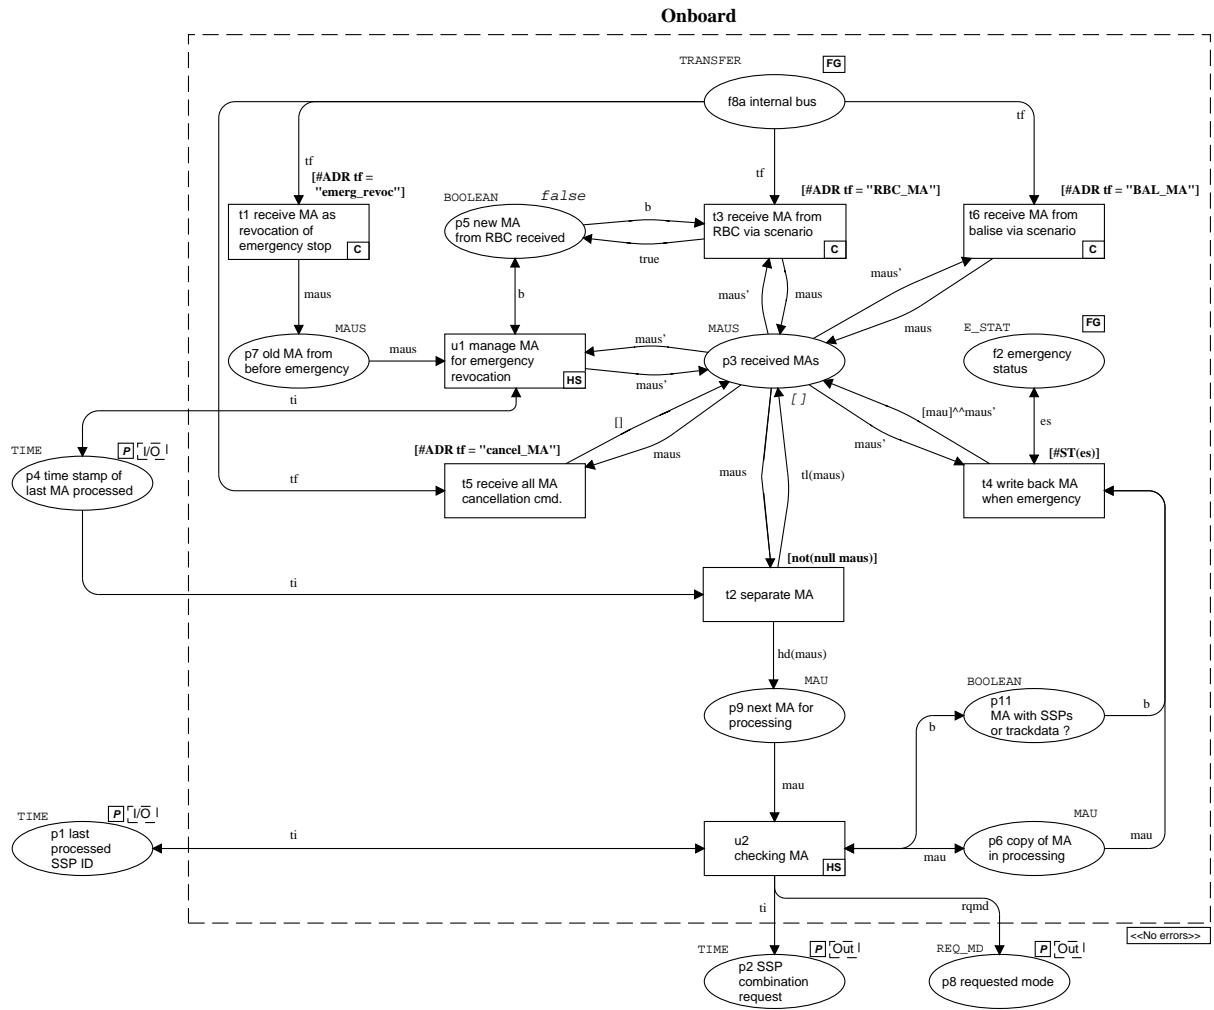 Onboard
TRANSFER
FG
f8a internal bus
tf
tf
tf
[#ADR tf =
"emerg_revoc"]
[#ADR tf = "RBC_MA"]
[#ADR tf = "BAL_MA"]
BOOLEAN
false
t1 receive MA as
revocation of
emergency stop
C
p5 new MA
from RBC received
b
true
t3 receive MA from
RBC via scenario
C
t6 receive MA from
balise via scenario
C
maus
b
maus'
maus
maus'
maus
MAUS
MAUS
E_STAT
FG
p7 old MA from
before emergency
maus
u1 manage MA
for emergency
revocation
HS
maus'
maus'
p3 received MAs
[]
f2 emergency
status
ti
[]
[mau]^^maus'
es
TIME
P
I/O
p4 time stamp of
last MA processed
[#ADR tf = "cancel_MA"]
maus
maus'
[#ST(es)]
tf
t5 receive all MA
cancellation cmd.
maus
tl(maus)
t4 write back MA
when emergency
[not(null maus)]
ti
t2 separate MA
hd(maus)
MAU
BOOLEAN
p9 next MA for
processing
p11
MA with SSPs
or trackdata ?
b
b
mau
TIME
P
I/O
MAU
p1 last
processed
SSP ID
ti
u2
checking MA
HS
mau
p6 copy of MA
in processing
mau
ti
rqmd
<<No errors>>
TIME
P
Out
REQ_MD
P
Out
p2 SSP
combination
request
p8 requested mode